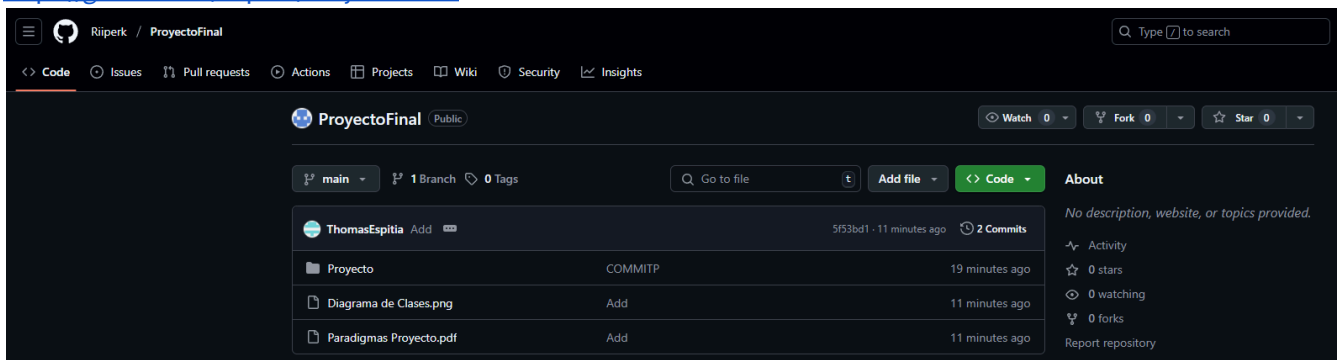 Riiperk / ProyectoFinal
Type / to search
Code Issues Pull requests Actions Projects Wiki Security Insights
ProyectoFinal Public
Watch 0 Fork 0 Star 0
main 1 Branch 0 Tags Go to file t Add file Code
About
No description, website, or topics provided.
ThomasEspitia Add 5f53bd1 · 11 minutes ago 2 Commits
Activity
Proyecto COMMITP 19 minutes ago
0 stars
Diagrama de Clases.png Add 11 minutes ago
0 watching
0 forks
Paradigmas Proyecto.pdf Add 11 minutes ago
Report repository